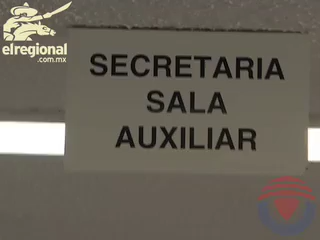 elregional
.com.mx
SECRETARIA
SALA
AUXILIAR